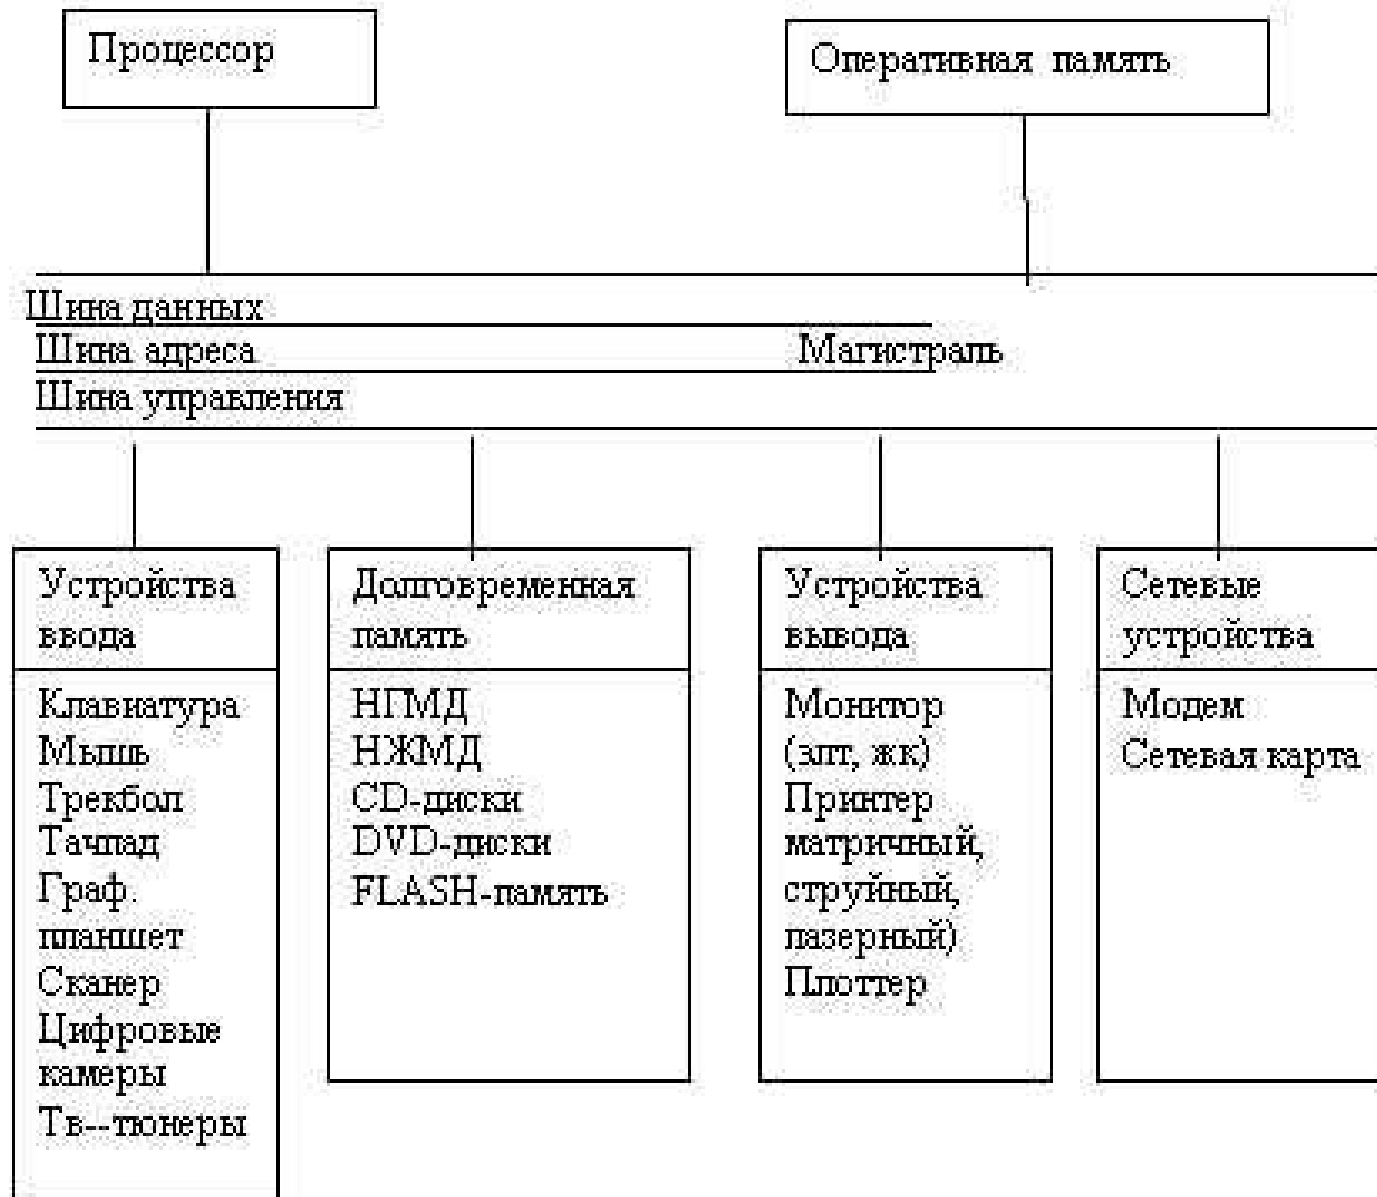 Процессор
Оперативная память
Шина данных
Шина адреса
Магистраль
Шина управления
Устройства
ввода
Клавиатура
Мышь
Трекбол
Тачпад
Граф.
планшет
Сканер
Цифровые
камеры
Тв--тюнеры
Долговременная
память
НГМД
НЖМД
CD-диски
DVD-диски
FLASH-память
Устройства
вывода
Монитор
(элт, жк)
Принтер
матричный,
струйный,
лазерный)
Плоттер
Сетевые
устройства
Модем
Сетевая карта